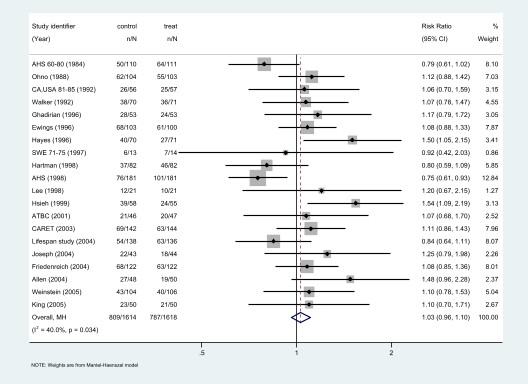 Study identifier control treat Risk Ratio %
(Year) n/N n/N (95% CI) Weight
AHS 60-80 (1984) 50/110 64/111 0.79 (0.61, 1.02) 8.10
Ohno (1988) 62/104 55/103 1.12 (0.88, 1.42) 7.03
CA,USA 81-85 (1992) 26/56 25/57 1.06 (0.70, 1.59) 3.15
Walker (1992) 38/70 36/71 1.07 (0.78, 1.47) 4.55
Ghadirian (1996) 28/53 24/53 1.17 (0.79, 1.72) 3.05
Ewings (1996) 68/103 61/100 1.08 (0.88, 1.33) 7.87
Hayes (1996) 40/70 27/71 1.50 (1.05, 2.15) 3.41
SWE 71-75 (1997) 6/13 7/14 0.92 (0.42, 2.03) 0.86
Hartman (1998) 37/82 46/82 0.80 (0.59, 1.09) 5.85
AHS (1998) 76/181 101/181 0.75 (0.61, 0.93) 12.84
Lee (1998) 12/21 10/21 1.20 (0.67, 2.15) 1.27
Hsieh (1999) 39/58 24/55 1.54 (1.09, 2.19) 3.13
ATBC (2001) 21/46 20/47 1.07 (0.68, 1.70) 2.52
CARET (2003) 69/142 63/144 1.11 (0.86, 1.43) 7.96
Lifespan study (2004) 54/138 63/136 0.84 (0.64, 1.11) 8.07
Joseph (2004) 22/43 18/44 1.25 (0.79, 1.98) 2.26
Friedenreich (2004) 68/122 63/122 1.08 (0.85, 1.36) 8.01
Allen (2004) 27/48 19/50 1.48 (0.96, 2.28) 2.37
Weinstein (2005) 43/104 40/106 1.10 (0.78, 1.53) 5.04
King (2005) 23/50 21/50 1.10 (0.70, 1.71) 2.67
Overall, MH 809/1614 787/1618 1.03 (0.96, 1.10) 100.00
(I² = 40.0%, p = 0.034)
.5 1 2
NOTE: Weights are from Mantel-Haenszel model